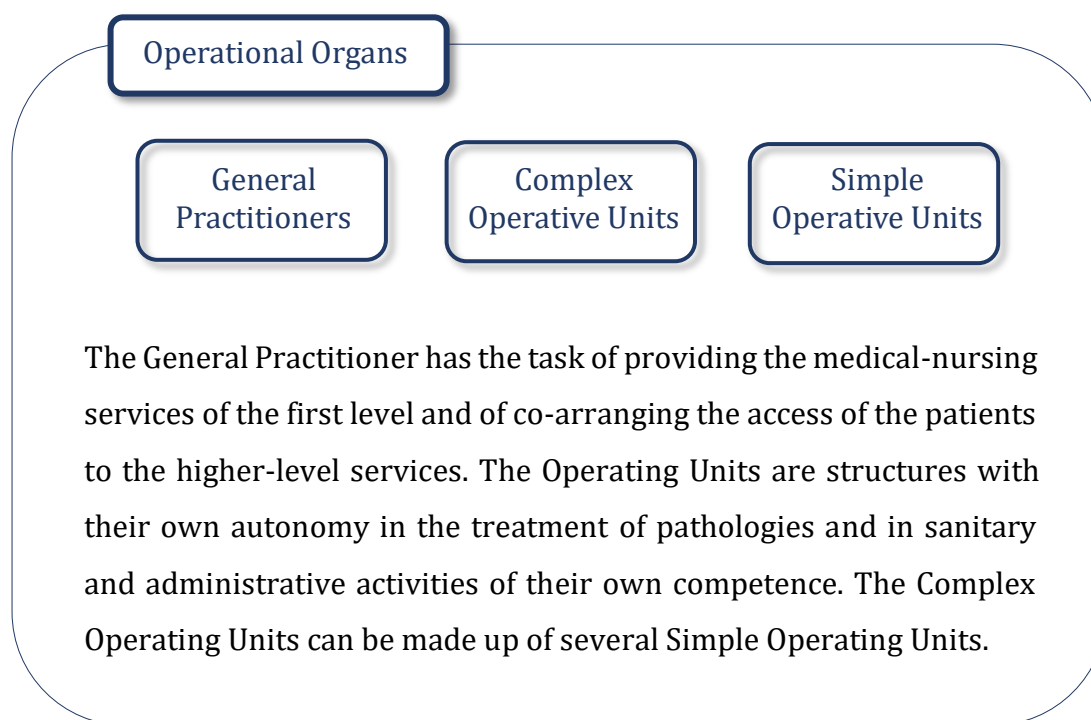 Operational Organs
General
Practitioners
Complex
Operative Units
Simple
Operative Units
The General Practitioner has the task of providing the medical-nursing
services of the first level and of co-arranging the access of the patients
to the higher-level services. The Operating Units are structures with
their own autonomy in the treatment of pathologies and in sanitary
and administrative activities of their own competence. The Complex
Operating Units can be made up of several Simple Operating Units.